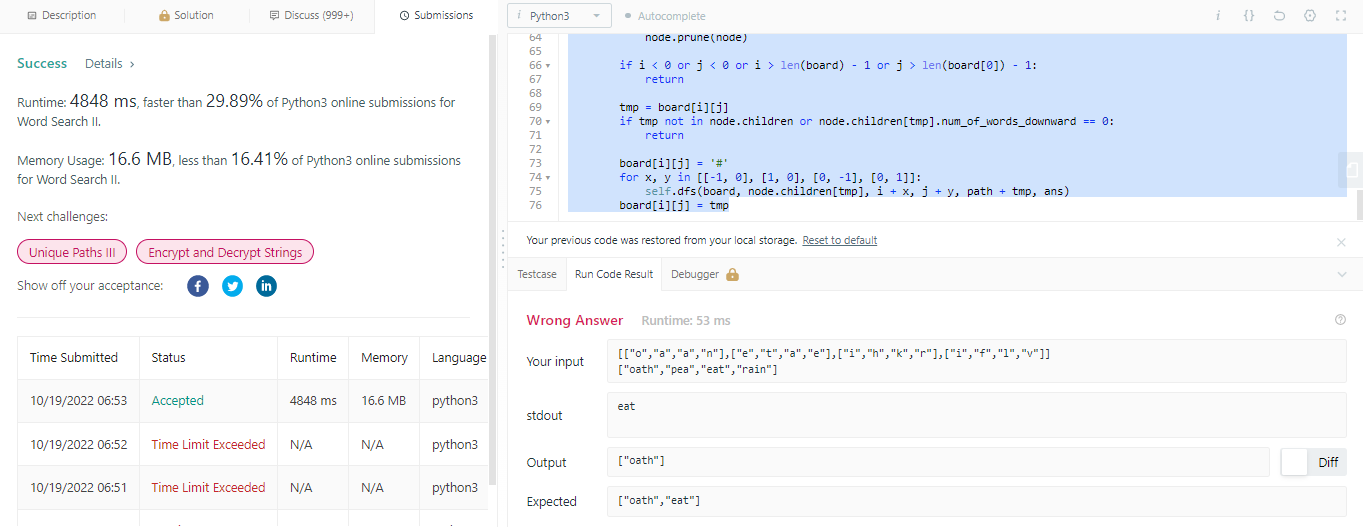 Description
Solution
Discuss (999+)
Submissions
Success
Details ›
Runtime: 4848 ms, faster than 29.89% of Python3 online submissions for
Word Search II.
Memory Usage: 16.6 MB, less than 16.41% of Python3 online submissions
for Word Search II.
Next challenges:
Unique Paths III
Encrypt and Decrypt Strings
Show off your acceptance:
Time Submitted Status Runtime Memory Language
10/19/2022 06:53 Accepted 4848 ms 16.6 MB python3
10/19/2022 06:52 Time Limit Exceeded N/A N/A python3
10/19/2022 06:51 Time Limit Exceeded N/A N/A python3
i Python3
Autocomplete
i {}
64 node.prune(node)
65
66 if i < 0 or j < 0 or i > len(board) - 1 or j > len(board[0]) - 1:
67 return
68
69 tmp = board[i][j]
70 if tmp not in node.children or node.children[tmp].num_of_words_downward == 0:
71 return
72
73 board[i][j] = '#'
74 for x, y in [[-1, 0], [1, 0], [0, -1], [0, 1]]:
75 self.dfs(board, node.children[tmp], i + x, j + y, path + tmp, ans)
76 board[i][j] = tmp
Your previous code was restored from your local storage. Reset to default
Testcase
Run Code Result
Debugger
Wrong Answer Runtime: 53 ms
Your input
[["o","a","a","n"],["e","t","a","e"],["i","h","k","r"],["i","f","l","v"]]
["oath","pea","eat","rain"]
stdout
eat
Output
["oath"]
Diff
Expected
["oath","eat"]